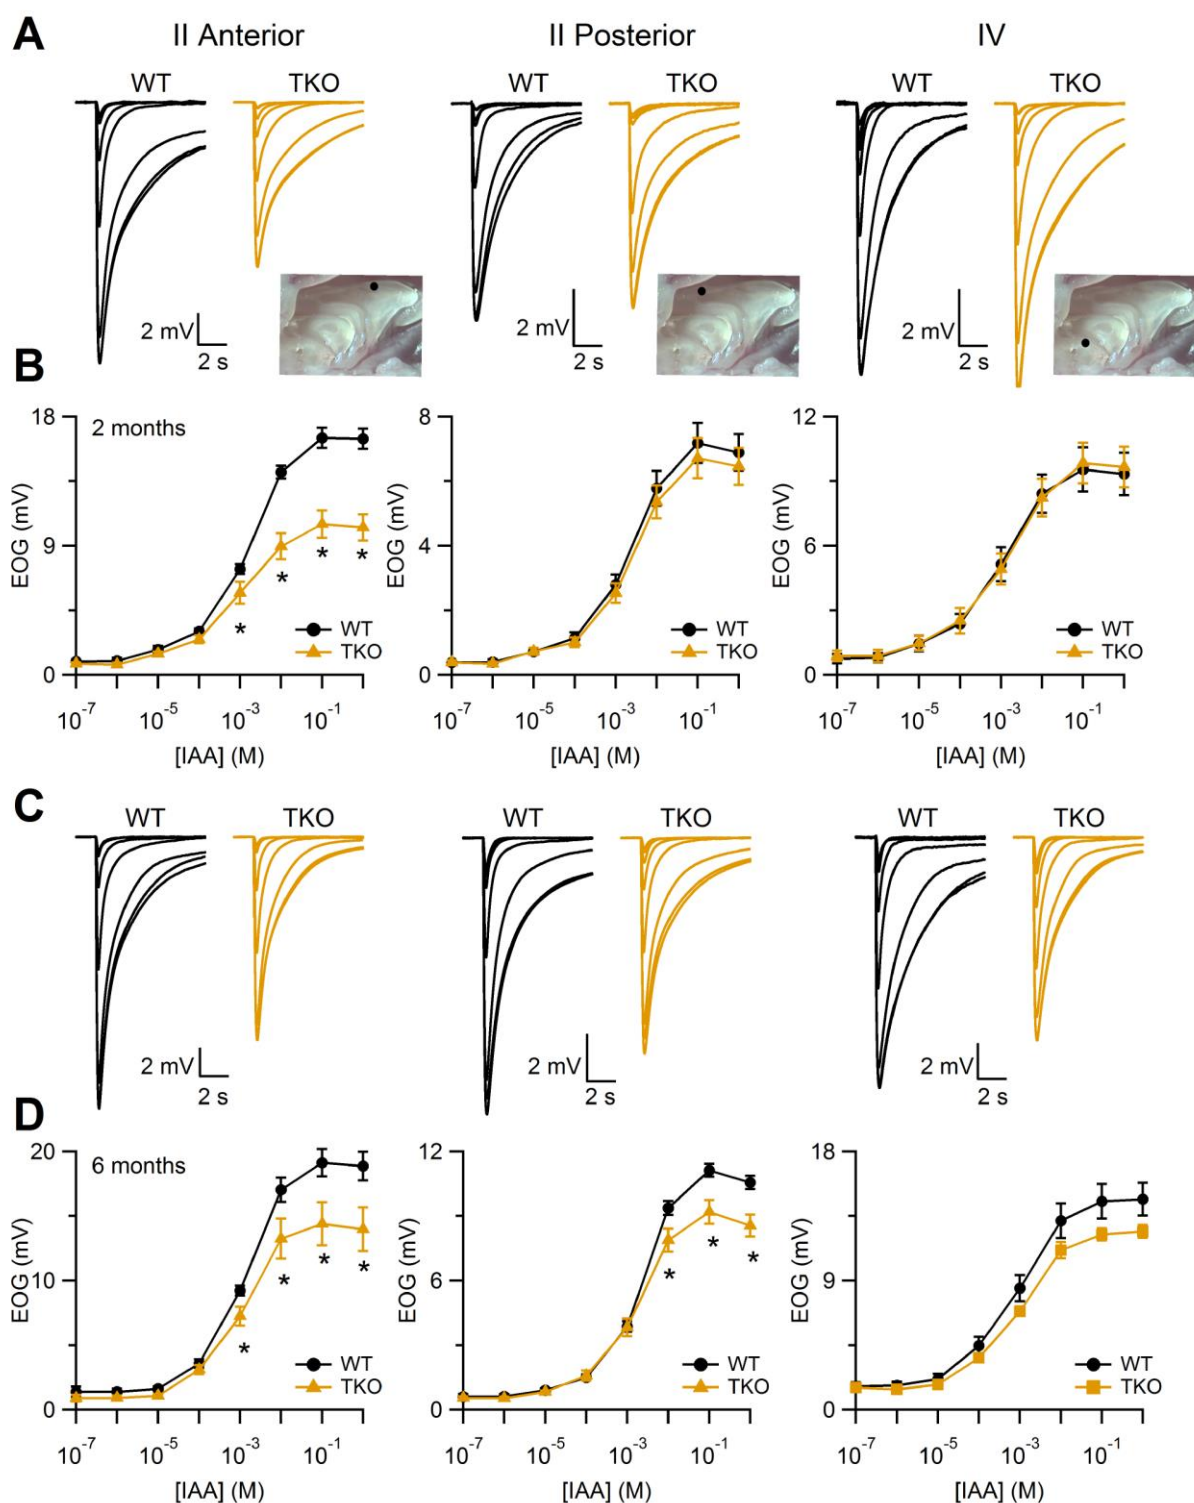 A
II Anterior
II Posterior
IV
WT
TKO
WT
TKO
WT
TKO
2 mV
2 s
2 mV
2 s
2 mV
2 s
B
2 months
18
9
0
EOG (mV)
* * * *
WT
TKO
10⁻⁷ 10⁻⁵ 10⁻³ 10⁻¹
[IAA] (M)
8
4
0
EOG (mV)
WT
TKO
10⁻⁷ 10⁻⁵ 10⁻³ 10⁻¹
[IAA] (M)
12
6
0
EOG (mV)
WT
TKO
10⁻⁷ 10⁻⁵ 10⁻³ 10⁻¹
[IAA] (M)
C
WT
TKO
WT
TKO
WT
TKO
2 mV
2 s
2 mV
2 s
2 mV
2 s
D
6 months
20
10
0
EOG (mV)
* * * *
WT
TKO
10⁻⁷ 10⁻⁵ 10⁻³ 10⁻¹
[IAA] (M)
12
6
0
EOG (mV)
* * *
WT
TKO
10⁻⁷ 10⁻⁵ 10⁻³ 10⁻¹
[IAA] (M)
18
9
0
EOG (mV)
WT
TKO
10⁻⁷ 10⁻⁵ 10⁻³ 10⁻¹
[IAA] (M)